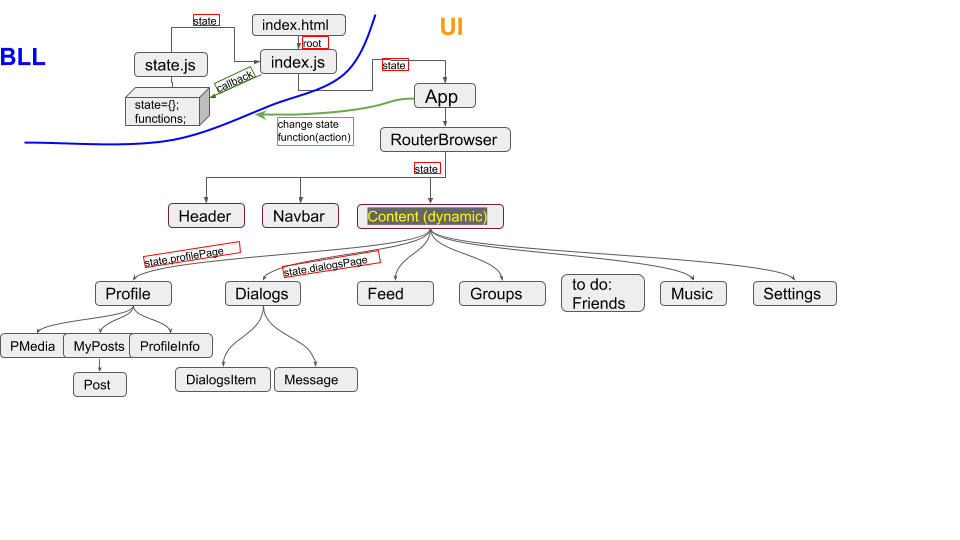 state
index.html
UI
root
BLL
state.js
index.js
state
callback)
App
state={};
functions;
change state
function(action)
RouterBrowser
state
Header
Navbar
Content (dynamic)
state.profilePage
state.dialogsPage
Profile
Dialogs
Feed
Groups
to do:
Friends
Music
Settings
PMedia
MyPosts
ProfileInfo
Post
DialogsItem
Message